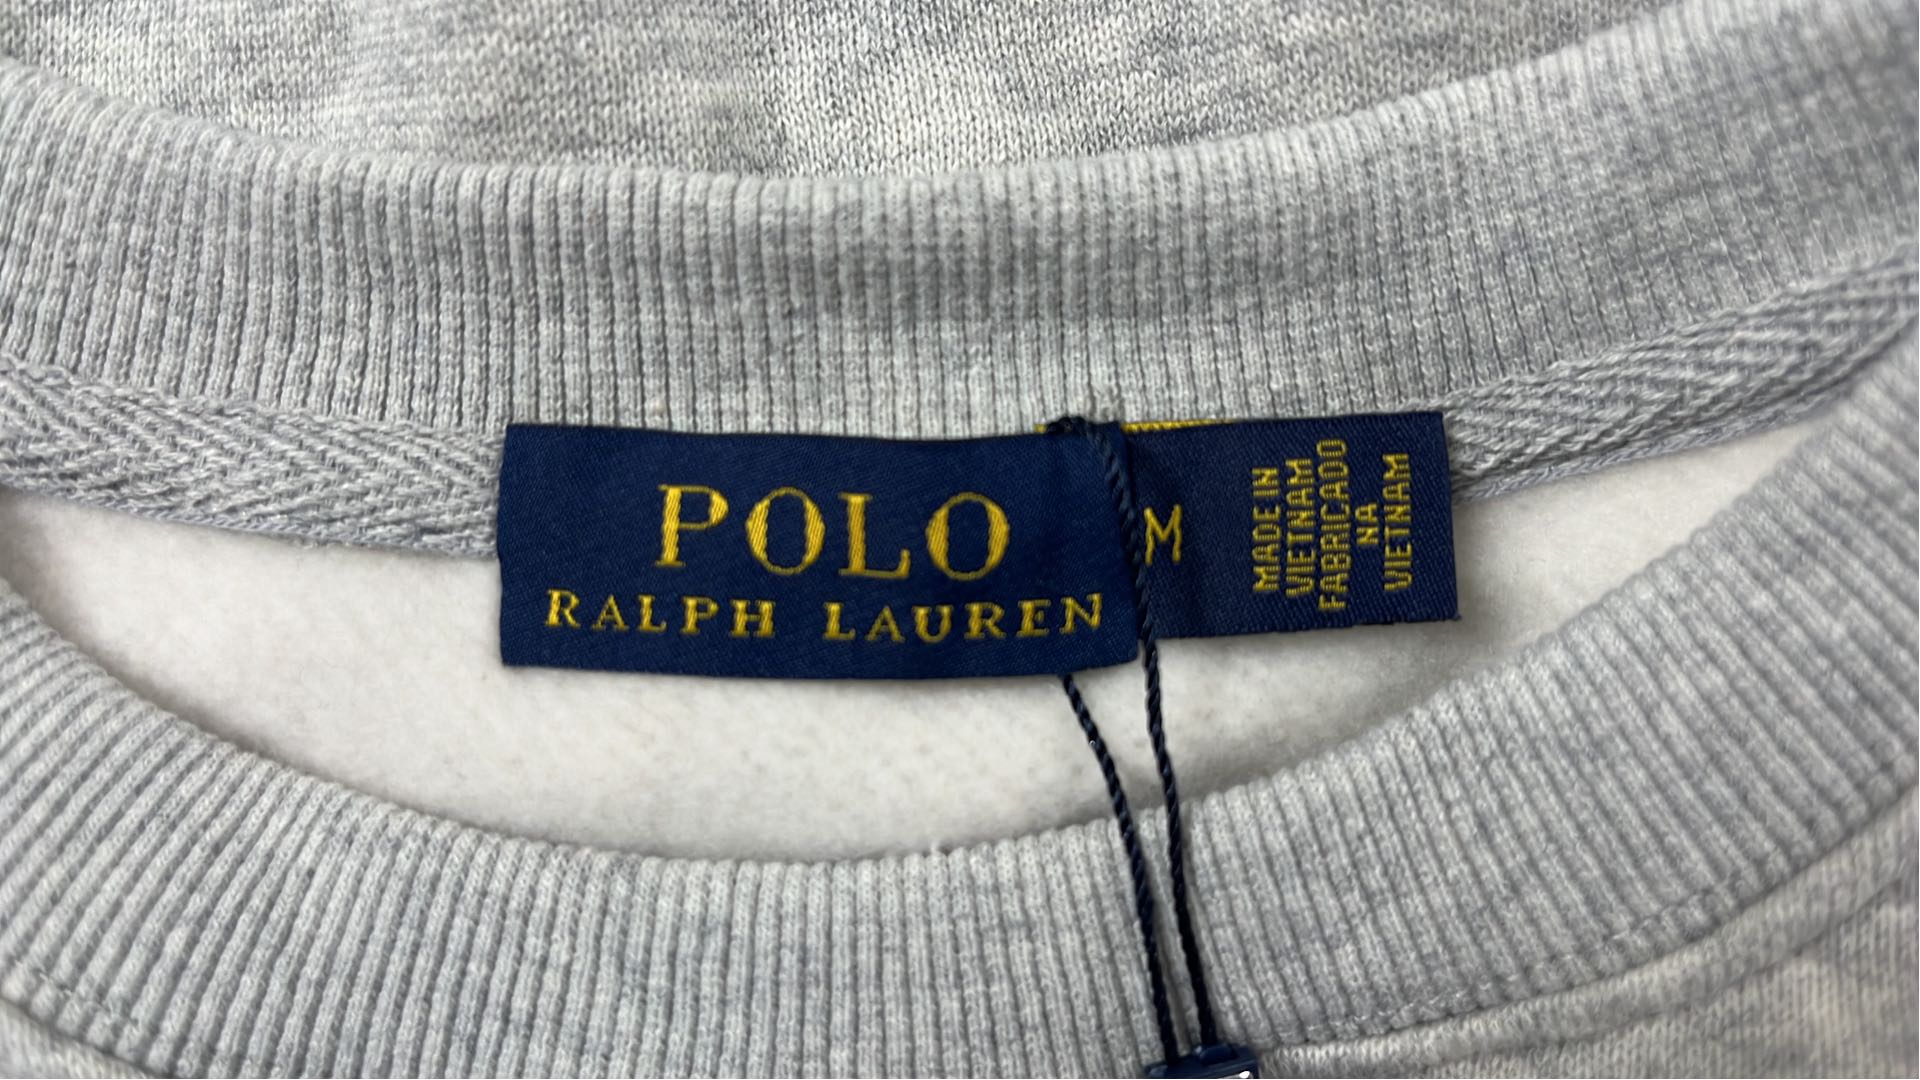 POLO
RALPH LAUREN
M
MADE IN
VIETNAM
FABRICADO
NA
VIETNAM